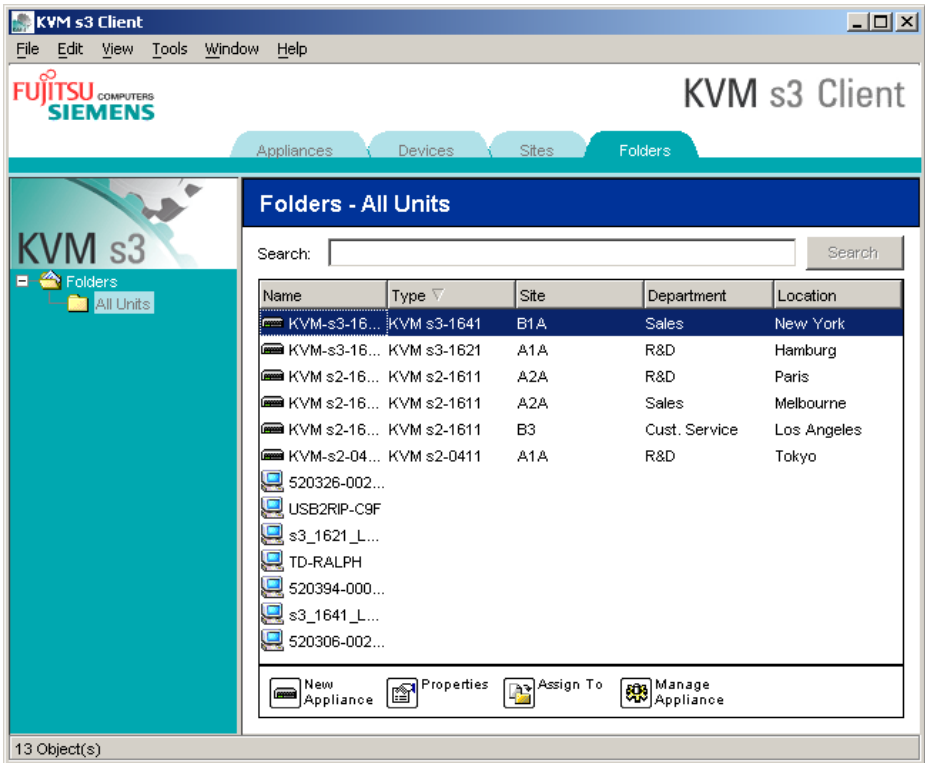 KVM s3 Client
File Edit View Tools Window Help
FUJITSU COMPUTERS
SIEMENS
KVM s3 Client
Appliances Devices Sites Folders
KVM s3
Folders
All Units
Folders - All Units
Search: Search
Name Type Site Department Location
KVM-s3-16... KVM s3-1641 B1A Sales New York
KVM-s3-16... KVM s3-1621 A1A R&D Hamburg
KVM s2-16... KVM s2-1611 A2A R&D Paris
KVM s2-16... KVM s2-1611 A2A Sales Melbourne
KVM s2-16... KVM s2-1611 B3 Cust. Service Los Angeles
KVM-s2-04... KVM s2-0411 A1A R&D Tokyo
520326-002...
USB2RIP-C9F
s3_1621_L...
TD-RALPH
520394-000...
s3_1641_L...
520306-002...
New Appliance Properties Assign To Manage Appliance
13 Object(s)